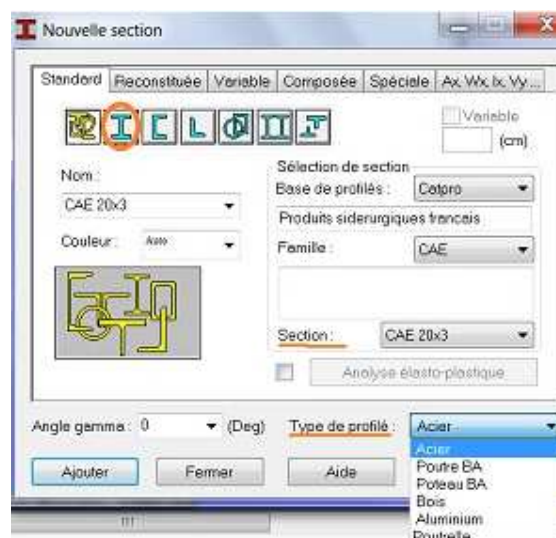 Nouvelle section
Standard Reconstituée Variable Composée Spéciale Ax, Wx, Ix, Vy ...
Variable
(cm)
Nom :
CAE 20x3
Couleur : Auto
Sélection de section
Base de profilés : Catpro
Produits siderurgiques francais
Famille : CAE
Section : CAE 20x3
Analyse élasto-plastique
Angle gamma : 0 (Deg) Type de profilé : Acier
Ajouter Fermer Aide
Acier
Poutre BA
Poteau BA
Bois
Aluminium
Poutrelle